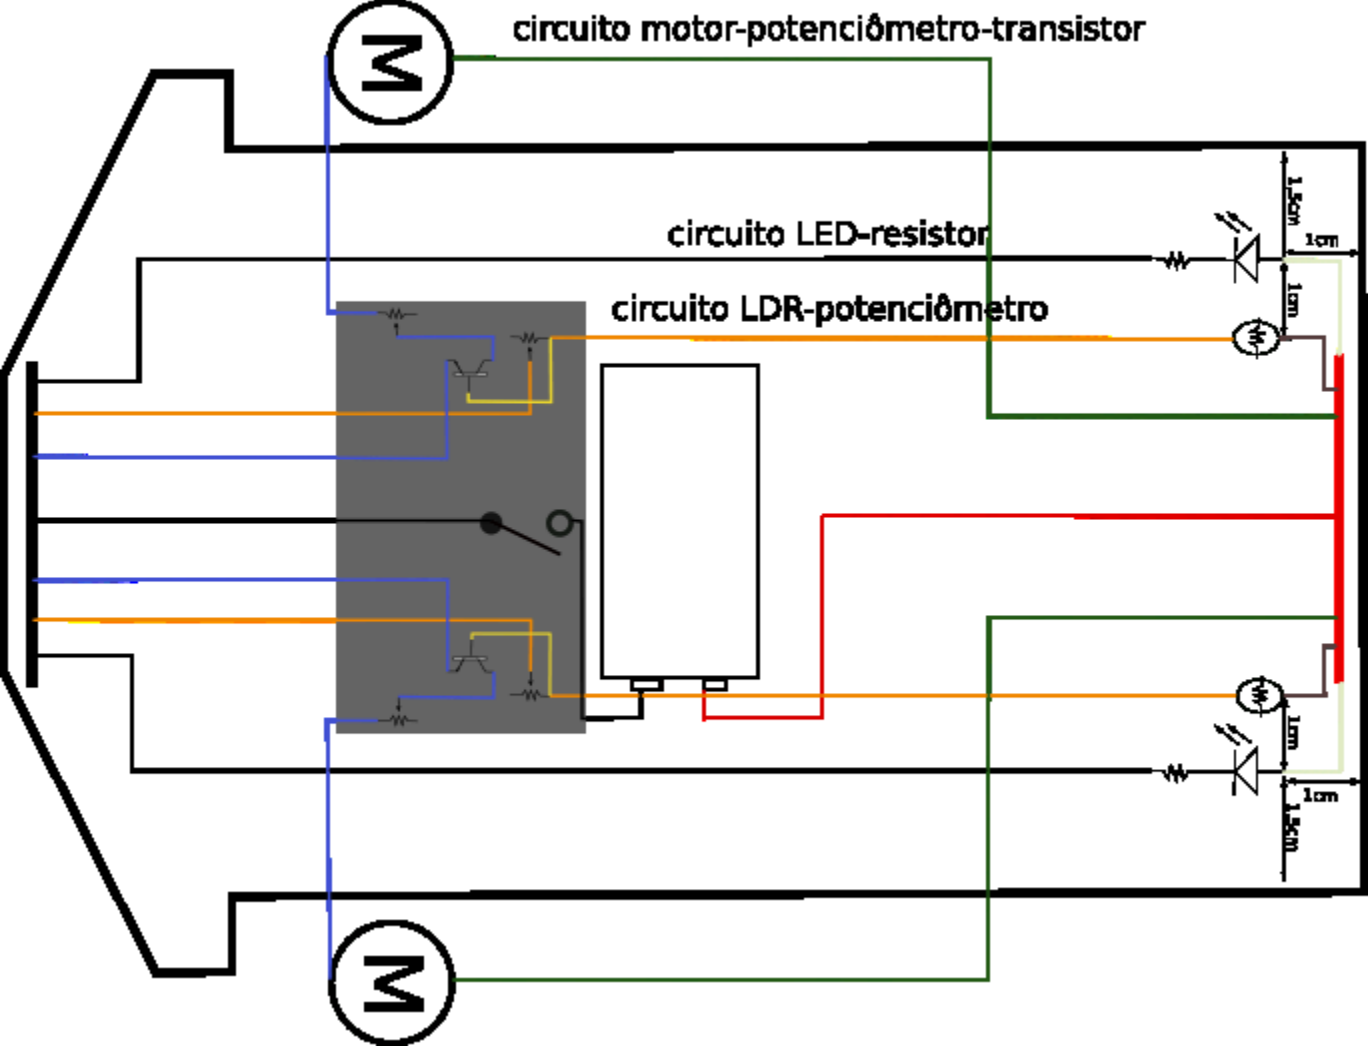 M
circuito motor-potenciômetro-transistor
1.5cm
circuito LED-resistor
1cm
1cm
circuito LDR-potenciômetro
1cm
1cm
1.5cm
M